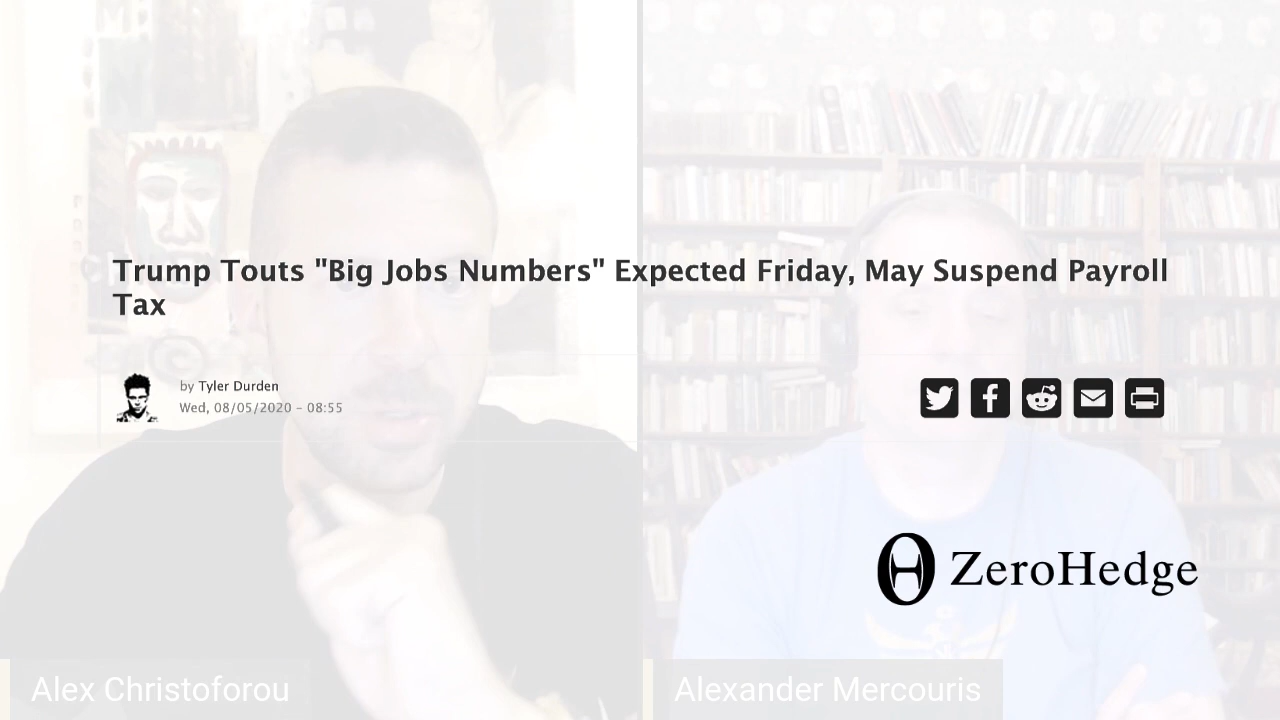 Trump Touts "Big Jobs Numbers" Expected Friday, May Suspend Payroll
Tax
by Tyler Durden
Wed, 08/05/2020 - 08:55
ZeroHedge
Alex Christoforou
Alexander Mercouris